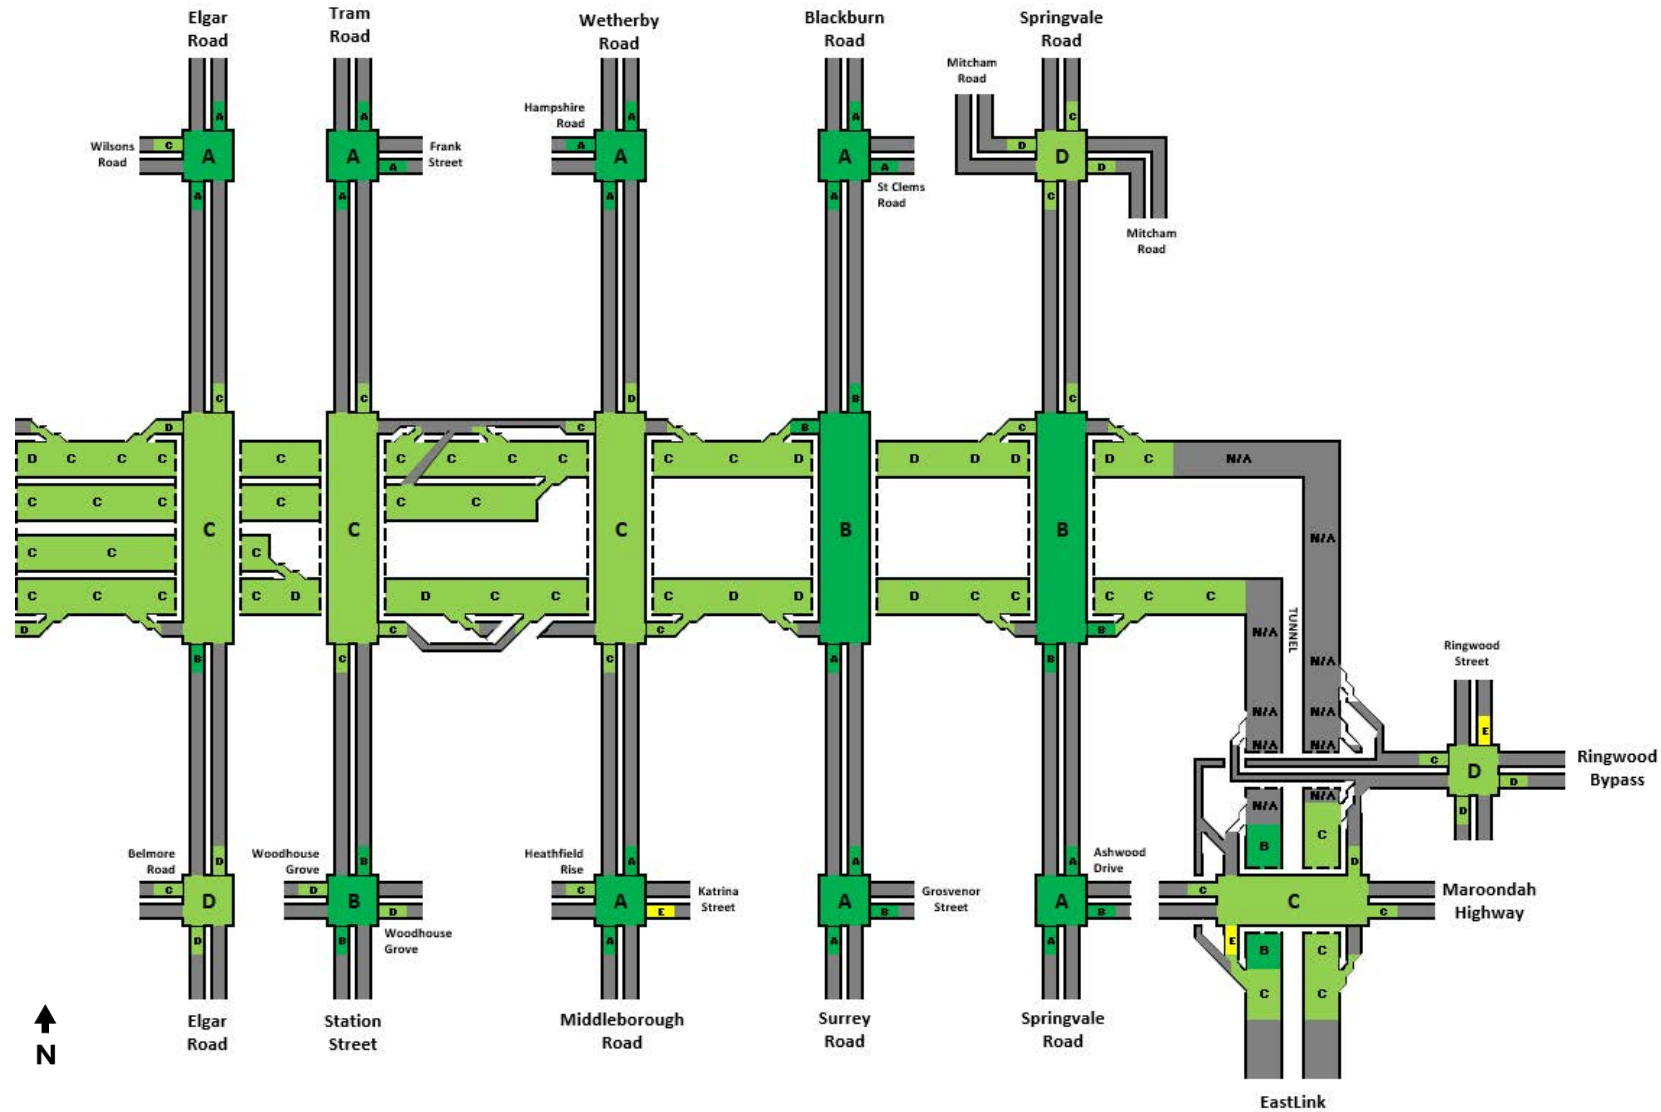 Elgar
Road
Tram
Road
Wetherby
Road
Blackburn
Road
Springvale
Road
Mitcham
Road
Hampshire
Road
A
A
A
A
C
Wilsons
Road
C
A
A
Frank
Street
A
A
A
A
D
D
A
A
D
A
A
A
A
C
St Clems
Road
Mitcham
Road
C
C
D
B
C
D
C
B
C
D
C
C
C
C
C
C
C
C
C
C
D
D
D
D
D
C
N/A
C
C
C
C
C
C
C
C
C
C
B
B
N/A
C
C
C
C
C
C
C
D
D
C
C
C
D
D
D
C
C
C
C
C
TUNNEL
D
C
C
B
N/A
B
C
C
A
B
N/A
Ringwood
Street
N/A
N/A
E
N/A
N/A
C
D
D
Ringwood
Bypass
N/A
N/A
D
B
C
Belmore
Road
D
Woodhouse
Grove
B
Heathfield
Rise
A
A
A
Ashwood
Drive
D
C
D
D
B
C
A
Katrina
Street
A
Grosvenor
Street
A
C
C
Maroondah
Highway
D
E
B
B
C
D
B
Woodhouse
Grove
A
A
A
E
B
C
C
C
N
Elgar
Road
Station
Street
Middleborough
Road
Surrey
Road
Springvale
Road
EastLink